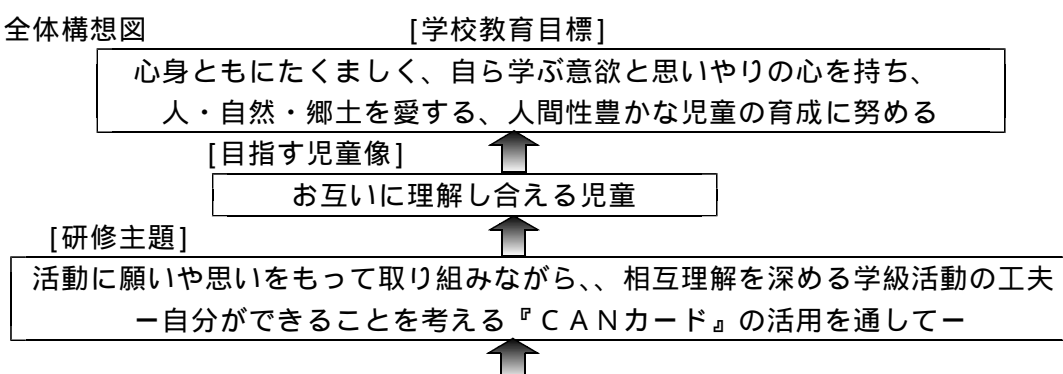 全体構想図 [学校教育目標]
心身ともにたくましく、自ら学ぶ意欲と思いやりの心を持ち、
人・自然・郷土を愛する、人間性豊かな児童の育成に努める
[目指す児童像]
お互いに理解し合える児童
[研修主題]
活動に願いや思いをもって取り組みながら、、相互理解を深める学級活動の工夫
ー自分ができることを考える『ＣＡＮカード』の活用を通してー